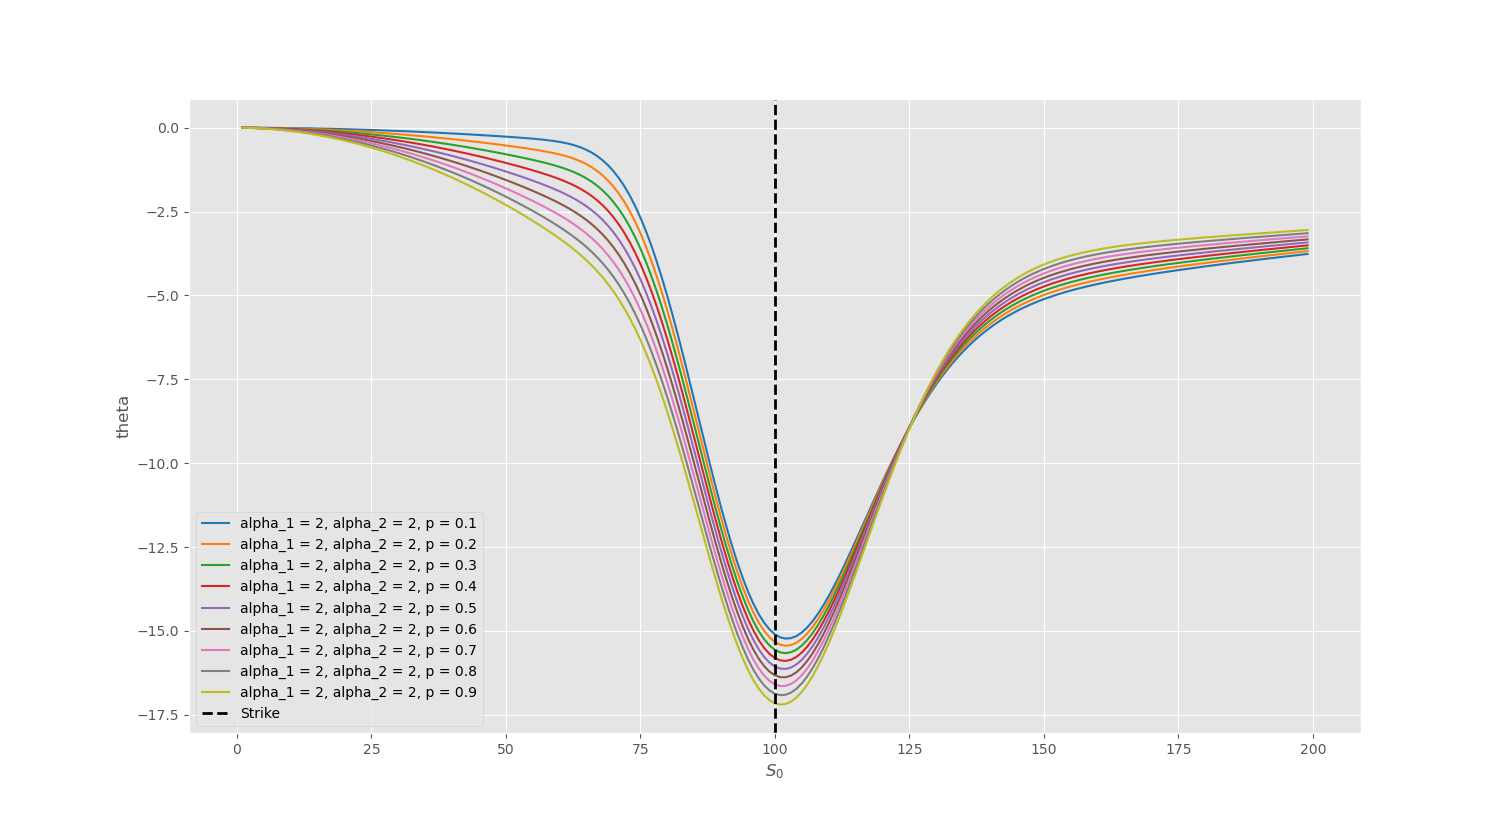 0.0
−2.5
−5.0
−7.5
−10.0
−12.5
−15.0
−17.5
theta
alpha_1 = 2, alpha_2 = 2, p = 0.1
alpha_1 = 2, alpha_2 = 2, p = 0.2
alpha_1 = 2, alpha_2 = 2, p = 0.3
alpha_1 = 2, alpha_2 = 2, p = 0.4
alpha_1 = 2, alpha_2 = 2, p = 0.5
alpha_1 = 2, alpha_2 = 2, p = 0.6
alpha_1 = 2, alpha_2 = 2, p = 0.7
alpha_1 = 2, alpha_2 = 2, p = 0.8
alpha_1 = 2, alpha_2 = 2, p = 0.9
Strike
0 25 50 75 100 125 150 175 200
S₀